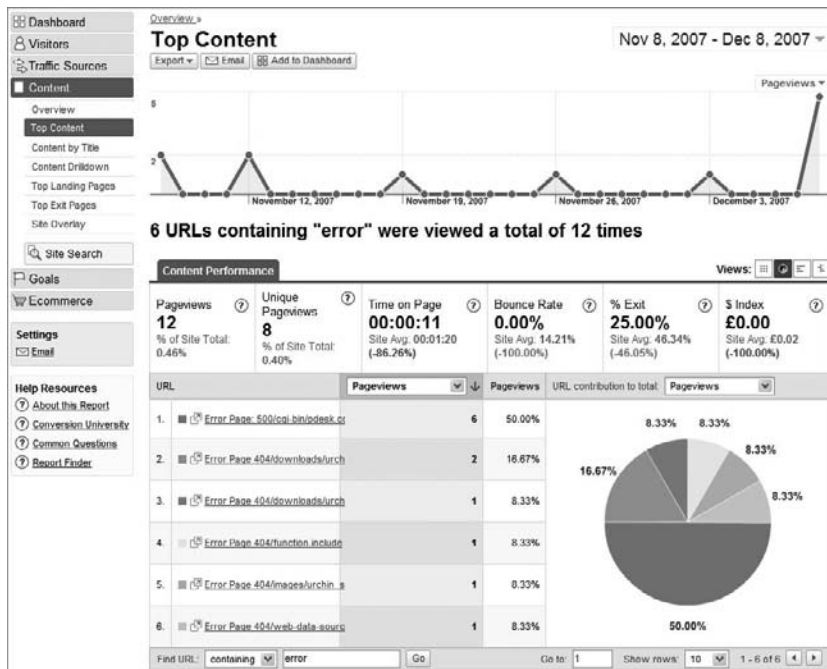 Dashboard
Visitors
Traffic Sources
Content
Overview
Top Content
Content by Title
Content Drilldown
Top Landing Pages
Top Exit Pages
Site Overlay
Site Search
Goals
Ecommerce
Settings
Email
Help Resources
About this Report
Conversion University
Common Questions
Report Finder
Overview »
Top Content
Nov 8, 2007 - Dec 8, 2007
Export Email Add to Dashboard
Pageviews
5
2
November 12, 2007 November 19, 2007 November 26, 2007 December 3, 2007
6 URLs containing "error" were viewed a total of 12 times
Content Performance
Views:
Pageviews
12
% of Site Total:
0.46%
Unique
Pageviews
8
% of Site Total:
0.40%
Time on Page
00:00:11
Site Avg: 00:01:20
(-86.26%)
Bounce Rate
0.00%
Site Avg: 14.21%
(-100.00%)
% Exit
25.00%
Site Avg: 46.34%
(-46.05%)
$ Index
£0.00
Site Avg: £0.02
(-100.00%)
URL Pageviews Pageviews URL contribution to total: Pageviews
1. Error Page: 500/cgi-bin/pdesk.cg 6 50.00%
2. Error Page 404/downloads/urch 2 16.67%
3. Error Page 404/downloads/urch 1 8.33%
4. Error Page 404/function.include 1 8.33%
5. Error Page 404/images/urchin_s 1 8.33%
6. Error Page 404/web-data-sourc 1 8.33%
8.33% 8.33%
8.33%
16.67%
8.33%
50.00%
Find URL: containing error Go Go to: 1 Show rows: 10 1 - 6 of 6